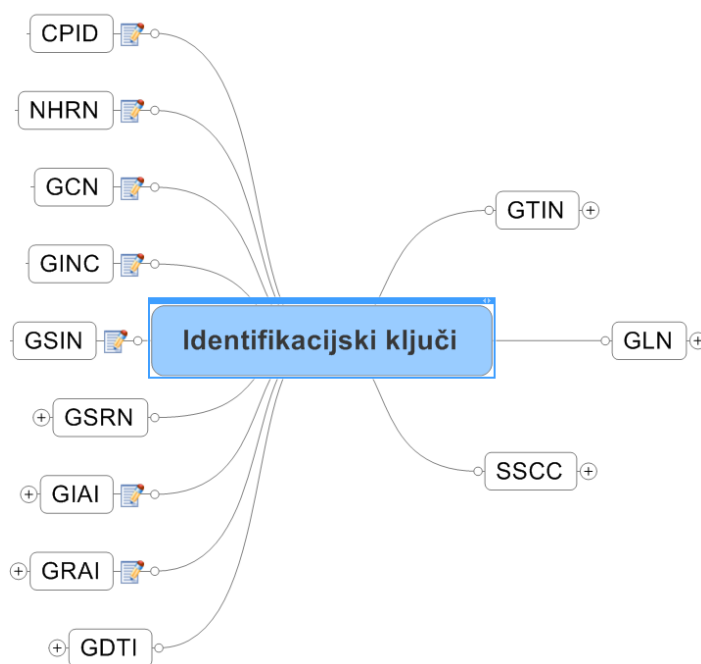 CPID
NHRN
GCN
GINC
GSIN
GSRN
GIAI
GRAI
GDTI
Identifikacijski ključi
GTIN
GLN
SSCC